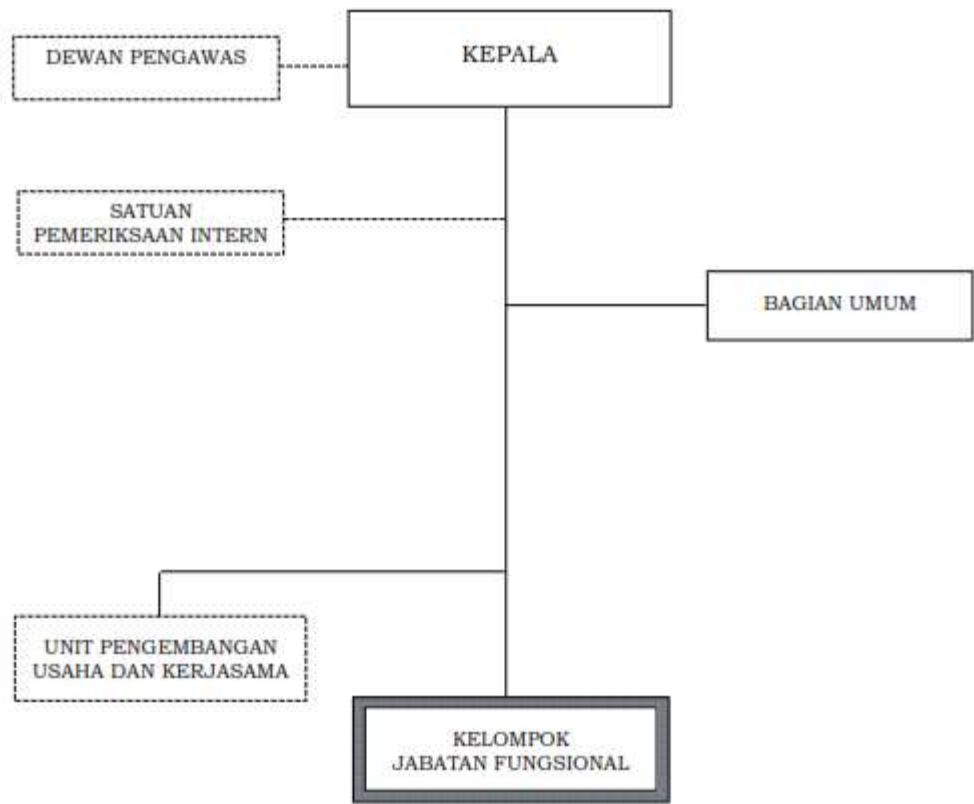 DEWAN PENGAWAS
KEPALA
SATUAN
PEMERIKSAAN INTERN
BAGIAN UMUM
UNIT PENGEMBANGAN
USAHA DAN KERJASAMA
KELOMPOK
JABATAN FUNGSIONAL